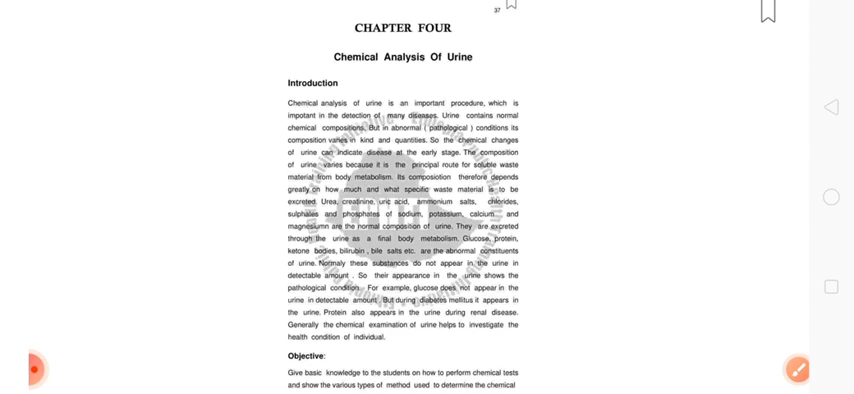 37
CHAPTER FOUR
Chemical Analysis Of Urine
Introduction
Chemical analysis of urine is an important procedure, which is
impotant in the detection of many diseases. Urine contains normal
chemical compositions. But in abnormal ( pathological ) conditions its
composition varies in kind and quantities. So the chemical changes
of urine can indicate disease at the early stage. The composition
of urine varies because it is the principal route for soluble waste
material from body metabolism. Its composiotion therefore depends
greatly on how much and what specific waste material is to be
excreted. Urea, creatinine, uric acid, ammonium salts, chlorides,
sulphales and phosphates of sodium, potassium, calcium and
magnesiumn are the normal composition of urine. They are excreted
through the urine as a final body metabolism. Glucose, protein,
ketone bodies, bilirubin , bile salts etc. are the abnormal constituents
of urine. Normaly these substances do not appear in the urine in
detectable amount . So their appearance in the urine shows the
pathological condition. For example, glucose does not appear in the
urine in detectable amount. But during diabetes mellitus it appears in
the urine. Protein also appears in the urine during renal disease.
Generally the chemical examination of urine helps to investigate the
health condition of individual.
Objective:
Give basic knowledge to the students on how to perform chemical tests
and show the various types of method used to determine the chemical